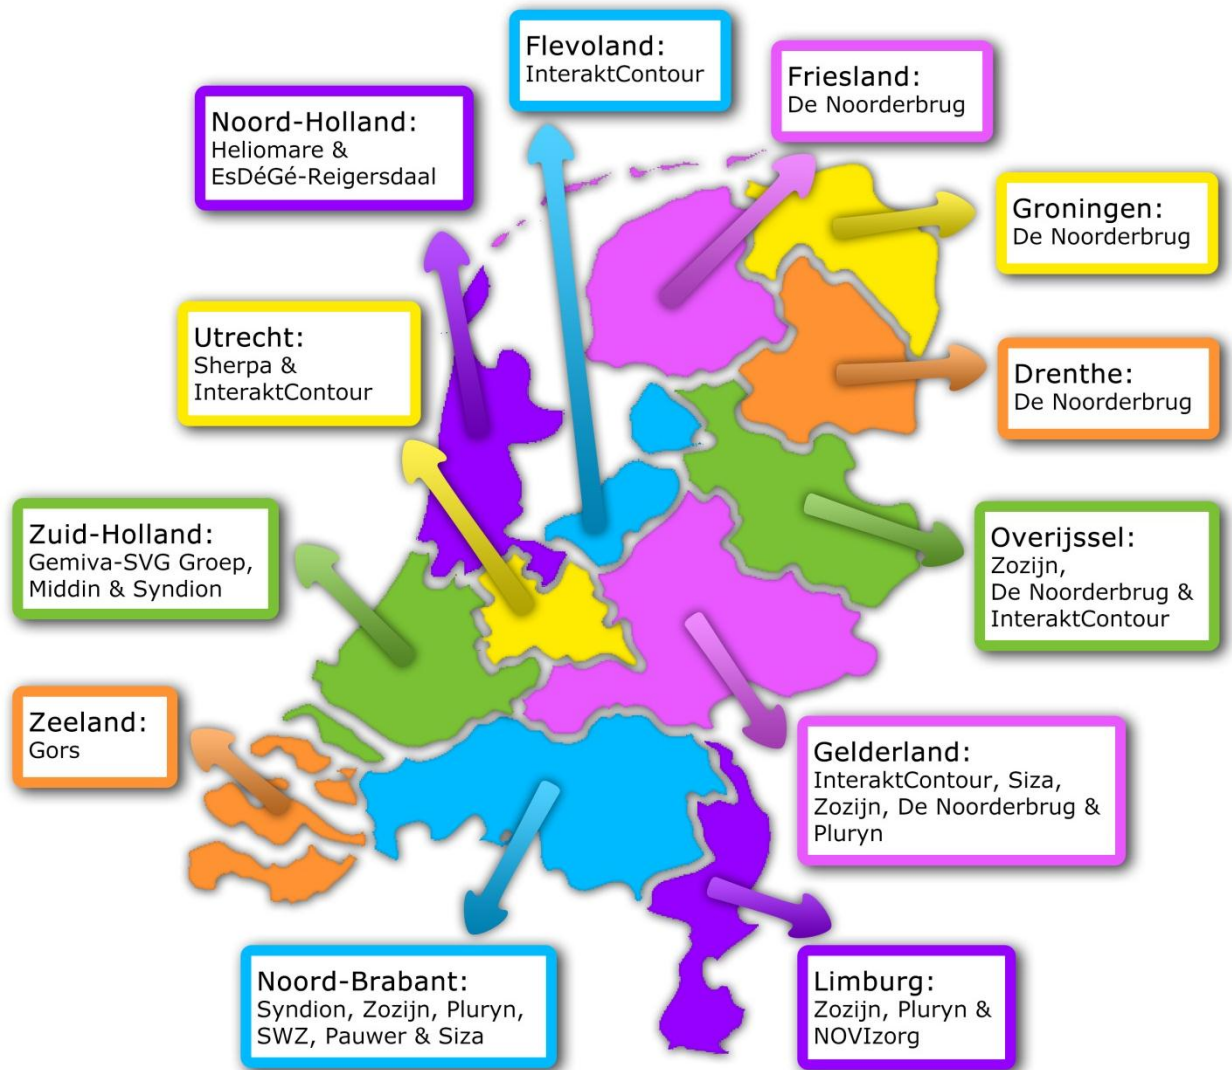 Flevoland:
InteraktContour
Friesland:
De Noorderbrug
Noord-Holland:
Heliomare &
EsDéGé-Reigersdaal
Groningen:
De Noorderbrug
Utrecht:
Sherpa &
InteraktContour
Drenthe:
De Noorderbrug
Zuid-Holland:
Gemiva-SVG Groep,
Middin & Syndion
Overijssel:
Zozijn,
De Noorderbrug &
InteraktContour
Zeeland:
Gors
Gelderland:
InteraktContour, Siza,
Zozijn, De Noorderbrug &
Pluryn
Noord-Brabant:
Syndion, Zozijn, Pluryn,
SWZ, Pauwer & Siza
Limburg:
Zozijn, Pluryn &
NOVIzorg